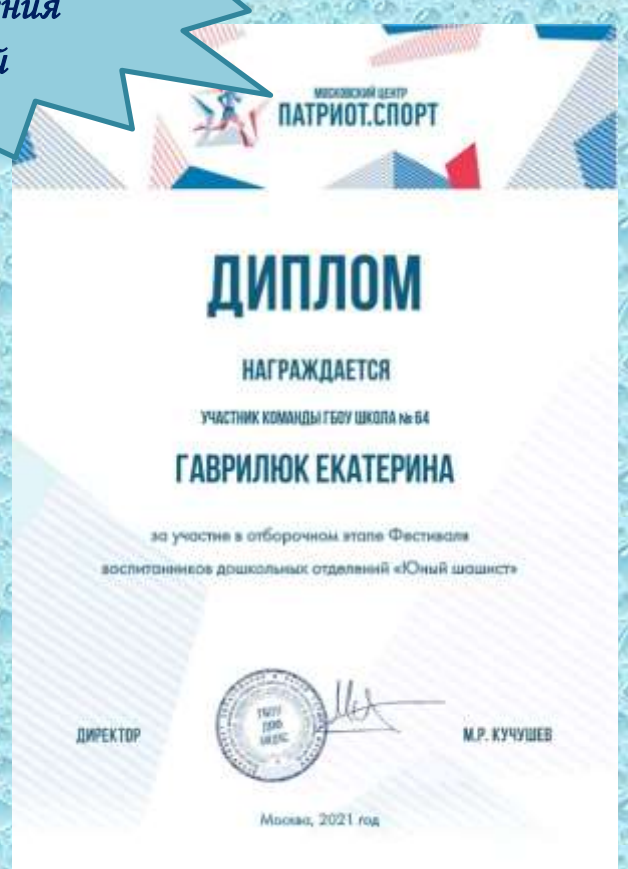 ния
й
МОСКОВСКИЙ ЦЕНТР
ПАТРИОТ.СПОРТ
ДИПЛОМ
НАГРАЖДАЕТСЯ
УЧАСТНИК КОМАНДЫ ГБОУ ШКОЛА № 64
ГАВРИЛЮК ЕКАТЕРИНА
за участие в отборочном этапе Фестиваля
воспитанников дошкольных отделений «Юный шашист»
ДИРЕКТОР
М.Р. КУЧУШЕВ
Москва, 2021 год